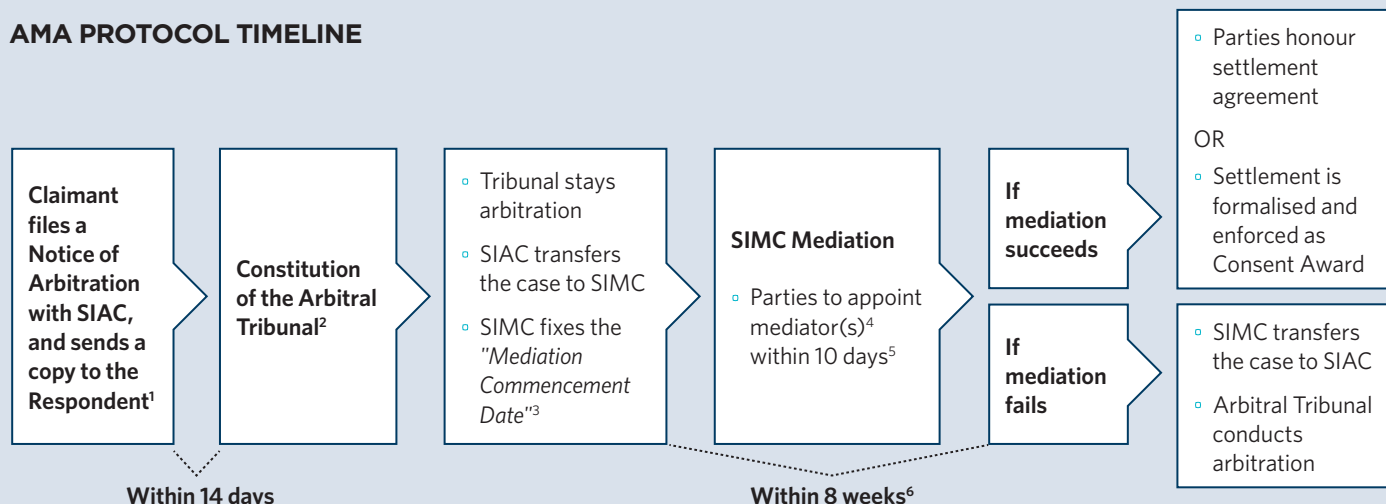 AMA PROTOCOL TIMELINE
Claimant
files a
Notice of
Arbitration
with SIAC,
and sends a
copy to the
Respondent¹
Constitution
of the Arbitral
Tribunal²
▫ Tribunal stays
arbitration
▫ SIAC transfers
the case to SIMC
▫ SIMC fixes the
"Mediation
Commencement
Date"³
SIMC Mediation
▫ Parties to appoint
mediator(s)⁴
within 10 days⁵
If
mediation
succeeds
▫ Parties honour
settlement
agreement
OR
▫ Settlement is
formalised and
enforced as
Consent Award
If
mediation
fails
▫ SIMC transfers
the case to SIAC
▫ Arbitral Tribunal
conducts
arbitration
Within 14 days
Within 8 weeks⁶